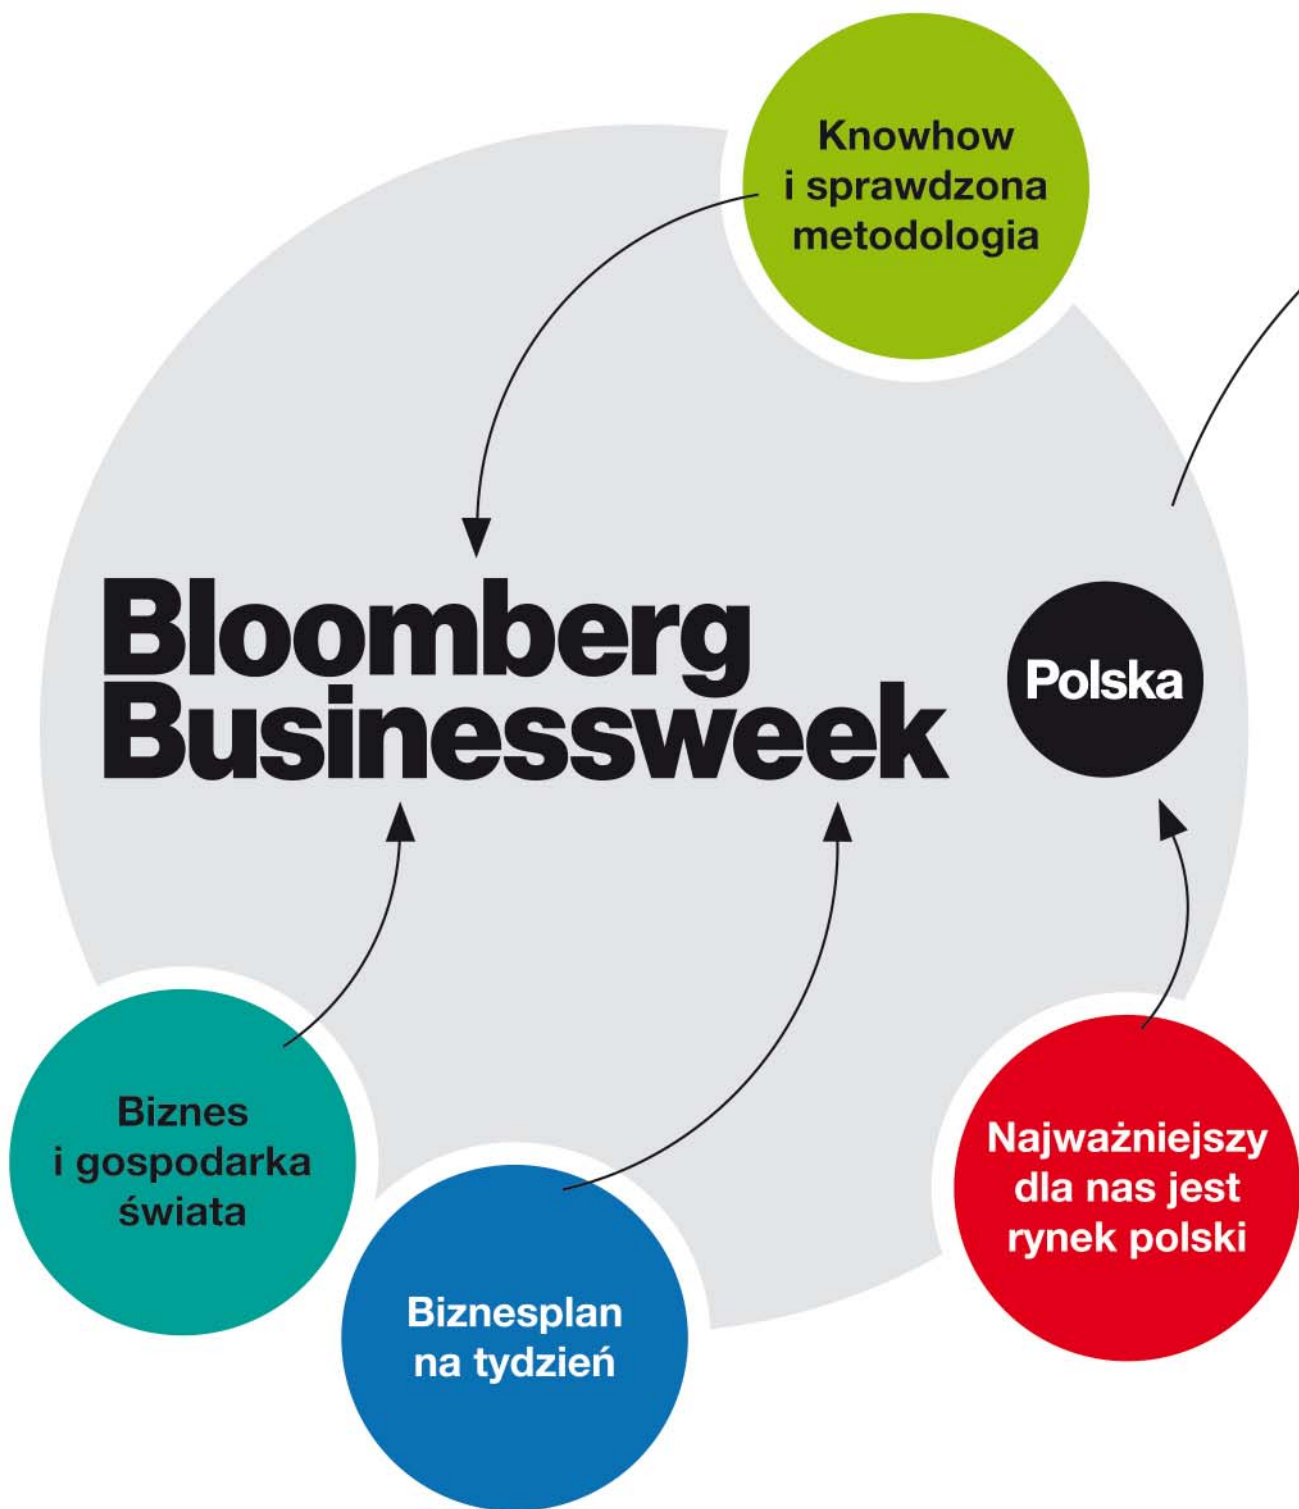 Knowhow
i sprawdzona
metodologia
Bloomberg
Businessweek
Polska
Biznes
i gospodarka
świata
Biznesplan
na tydzień
Najważniejszy
dla nas jest
rynek polski